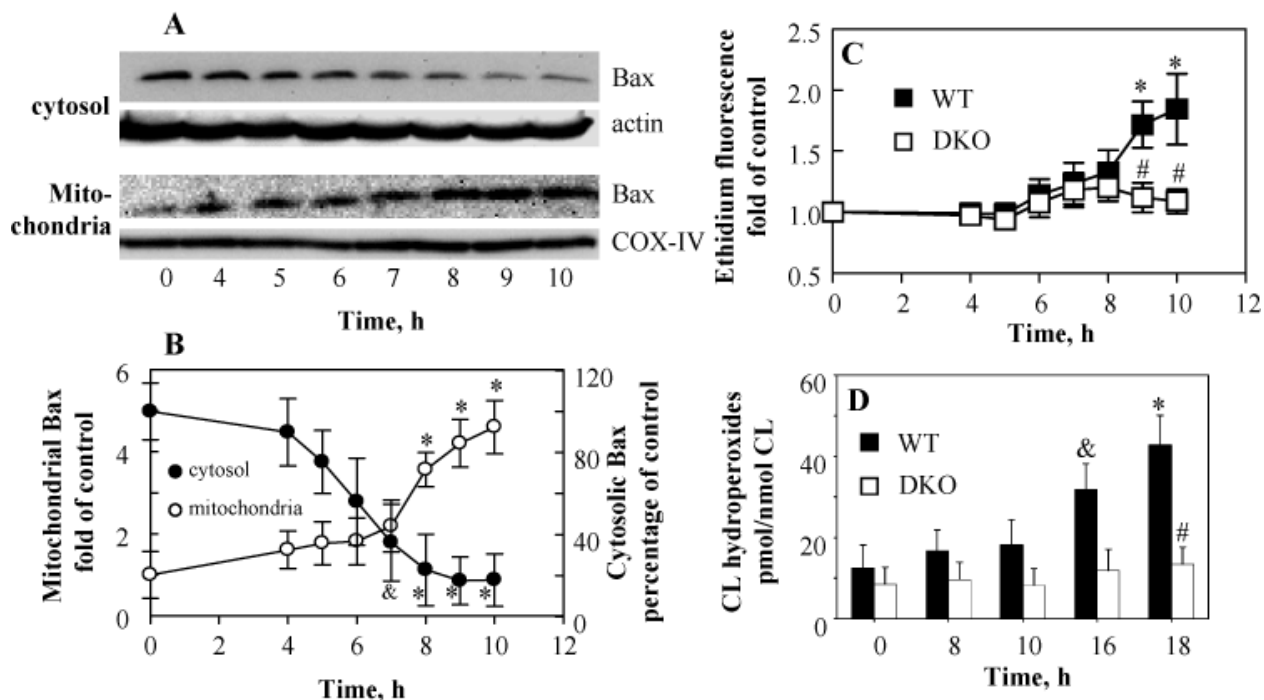 A
cytosol
Bax
actin
Mito-
chondria
Bax
COX-IV
0 4 5 6 7 8 9 10
Time, h
B
Mitochondrial Bax
fold of control
6
4
2
0
cytosol
mitochondria
& * * *
* * *
120
80
40
0
Cytosolic Bax
percentage of control
0 2 4 6 8 10 12
Time, h
C
Ethidium fluorescence
fold of control
2.5
2.0
1.5
1.0
0.5
WT
DKO
* *
# #
0 2 4 6 8 10 12
Time, h
D
CL hydroperoxides
pmol/nmol CL
60
40
20
0
WT
DKO
& *
#
0 8 10 16 18
Time, h